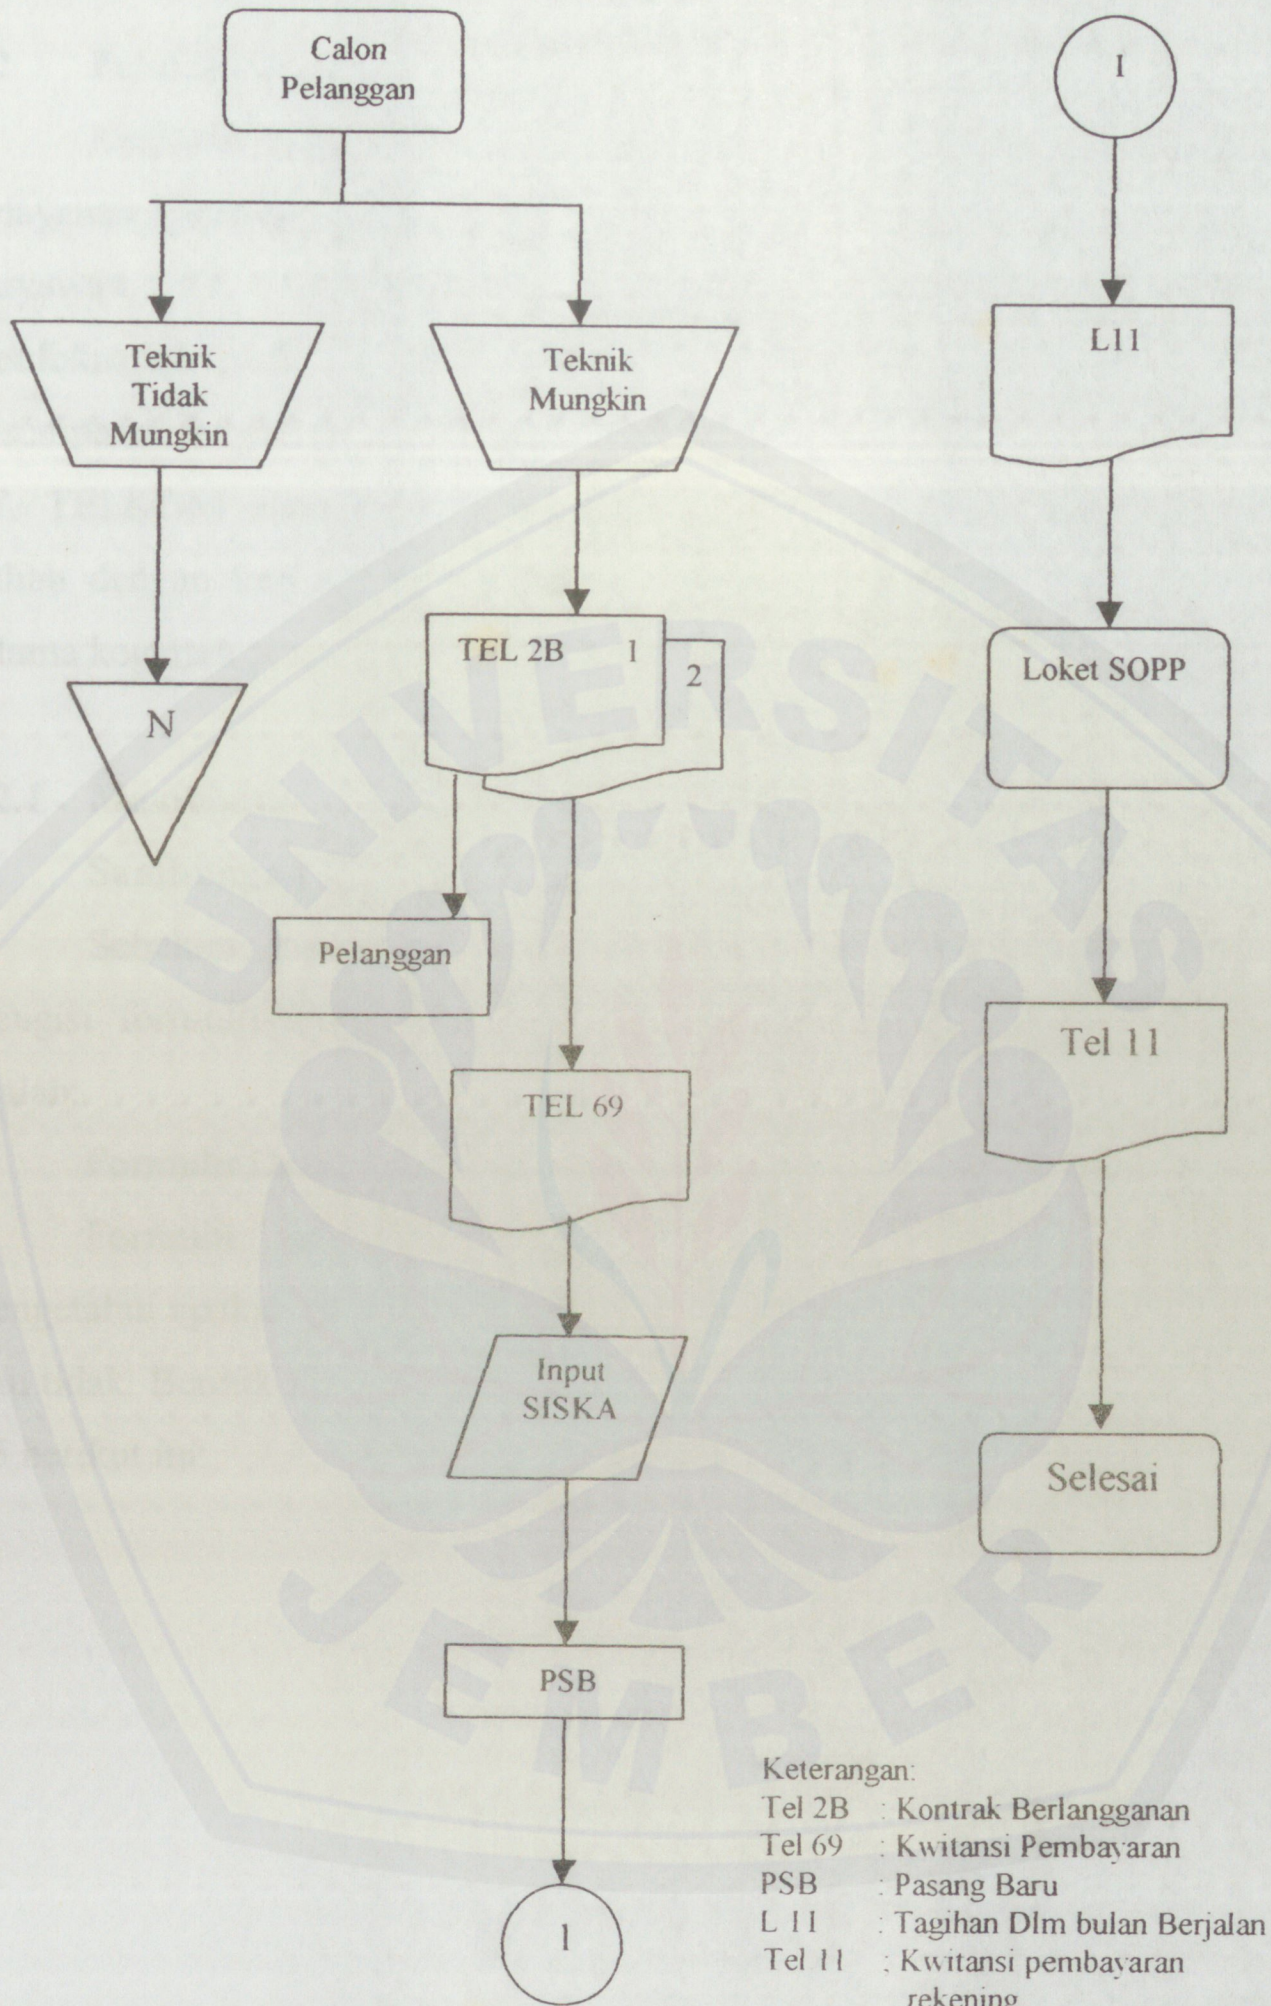 Calon
Pelanggan
Teknik
Tidak
Mungkin
N
Teknik
Mungkin
TEL 2B 1
2
Pelanggan
TEL 69
Input
SISKA
PSB
1
I
L11
Loket SOPP
Tel 11
Selesai
Keterangan:
Tel 2B : Kontrak Berlangganan
Tel 69 : Kwitansi Pembayaran
PSB : Pasang Baru
L 11 : Tagihan Dlm bulan Berjalan
Tel 11 : Kwitansi pembayaran
rekening
UNIVERSITAS
JEMBER